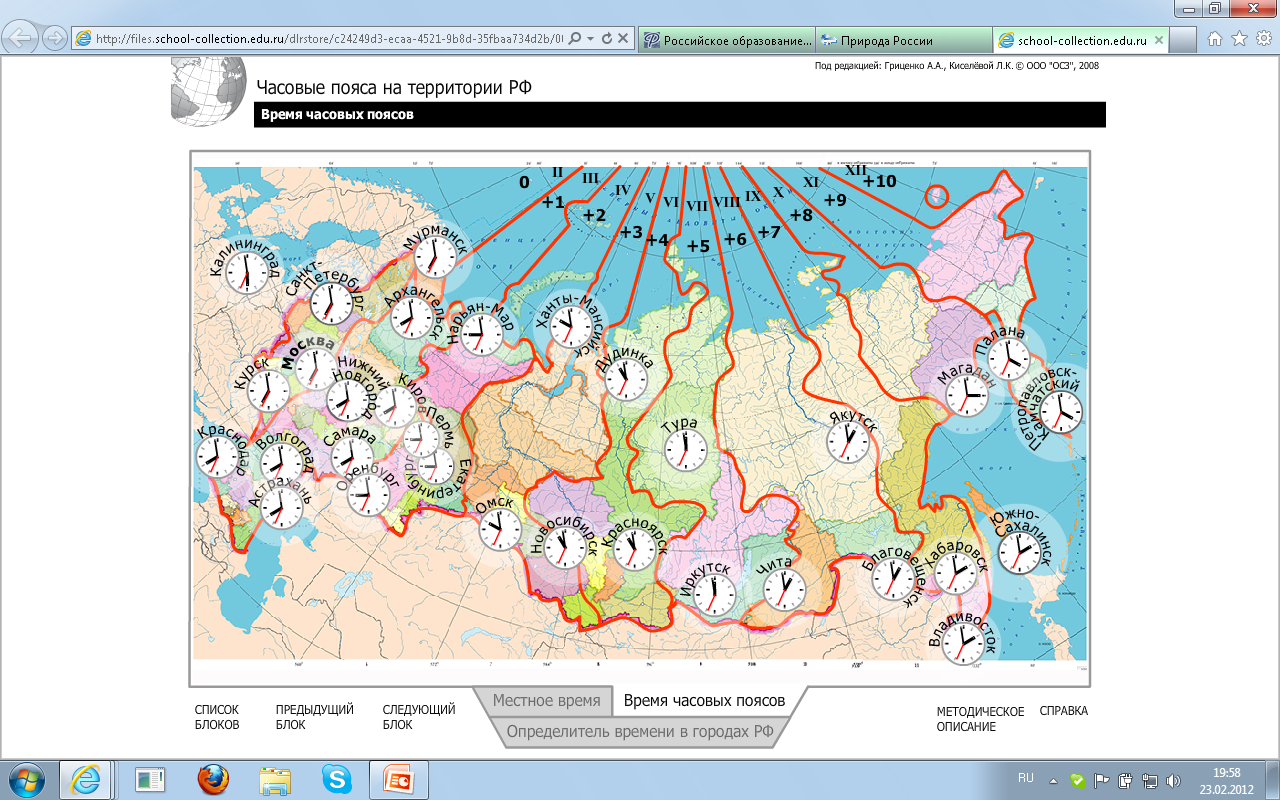 http://files.school-collection.edu.ru/dlrstore/c24249d3-ecaa-4521-9b8d-35fbaa734d2b/0
Российское образование...
Природа России
school-collection.edu.ru
Под редакцией: Гриценко А.А., Киселёвой Л.К. © ООО "ОСЗ", 2008
Часовые пояса на территории РФ
Время часовых поясов
II III IV V VI VII VIII IX X XI XII
0 +1 +2 +3 +4 +5 +6 +7 +8 +9 +10
Калининград
Санкт-Петербург
Мурманск
Архангельск
Нарьян-Мар
Ханты-Мансийск
Дудинка
Тура
Якутск
Магадан
Палана
Петропавловск-Камчатский
Курск
Москва
Нижний Новгород
Киро
Пермь
Краснодар
Волгоград
Самара
Оренбург
Астрахань
Екатеринбург
Омск
Новосибирск
Красноярск
Иркутск
Чита
Благовещенск
Хабаровск
Южно-Сахалинск
Владивосток
СПИСОК БЛОКОВ
ПРЕДЫДУЩИЙ БЛОК
СЛЕДУЮЩИЙ БЛОК
Местное время
Время часовых поясов
Определитель времени в городах РФ
МЕТОДИЧЕСКОЕ ОПИСАНИЕ
СПРАВКА
RU
19:58
23.02.2012